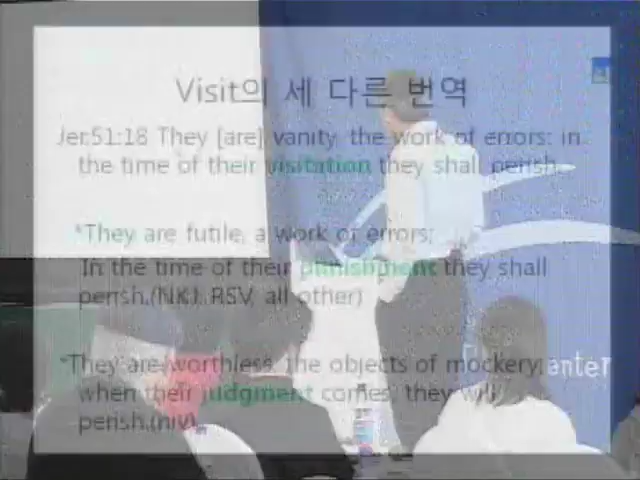 Visit의 세 다른 번역
Jer.51:18 They [are] vanity, the work of errors: in
the time of their visitation they shall perish.
*They are futile, a work of errors;
In the time of their punishment they shall
perish.(NKJ, RSV, all other)
*They are worthless, the objects of mockery;
when their judgment comes, they will
perish.(niv)
enter